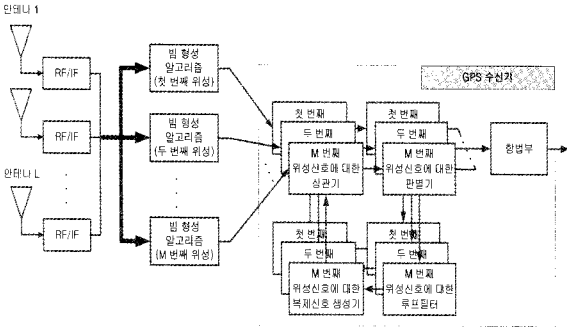 안테나 1
RF/IF
RF/IF
안테나 L
RF/IF
빔 형성
알고리즘
(첫 번째 위성)
빔 형성
알고리즘
(두 번째 위성)
빔 형성
알고리즘
(M 번째 위성)
GPS 수신기
첫 번째
두 번째
M 번째
위성신호에 대한
상관기
첫 번째
두 번째
M 번째
위성신호에 대한
판별기
항법부
첫 번째
두 번째
M 번째
위성신호에 대한
복제신호 생성기
첫 번째
두 번째
M 번째
위성신호에 대한
루프필터